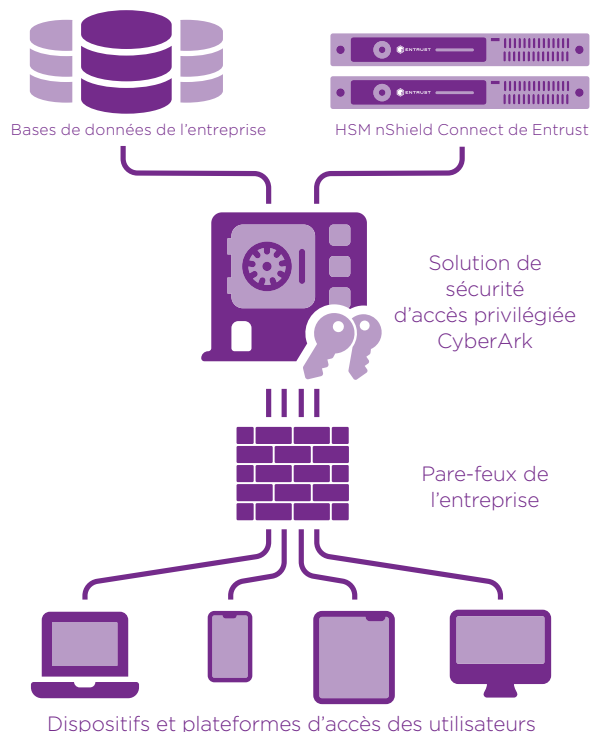 ENTRUST
ENTRUST
Bases de données de l'entreprise
HSM nShield Connect de Entrust
Solution de
sécurité
d'accès privilégiée
CyberArk
Pare-feux de
l'entreprise
Dispositifs et plateformes d'accès des utilisateurs